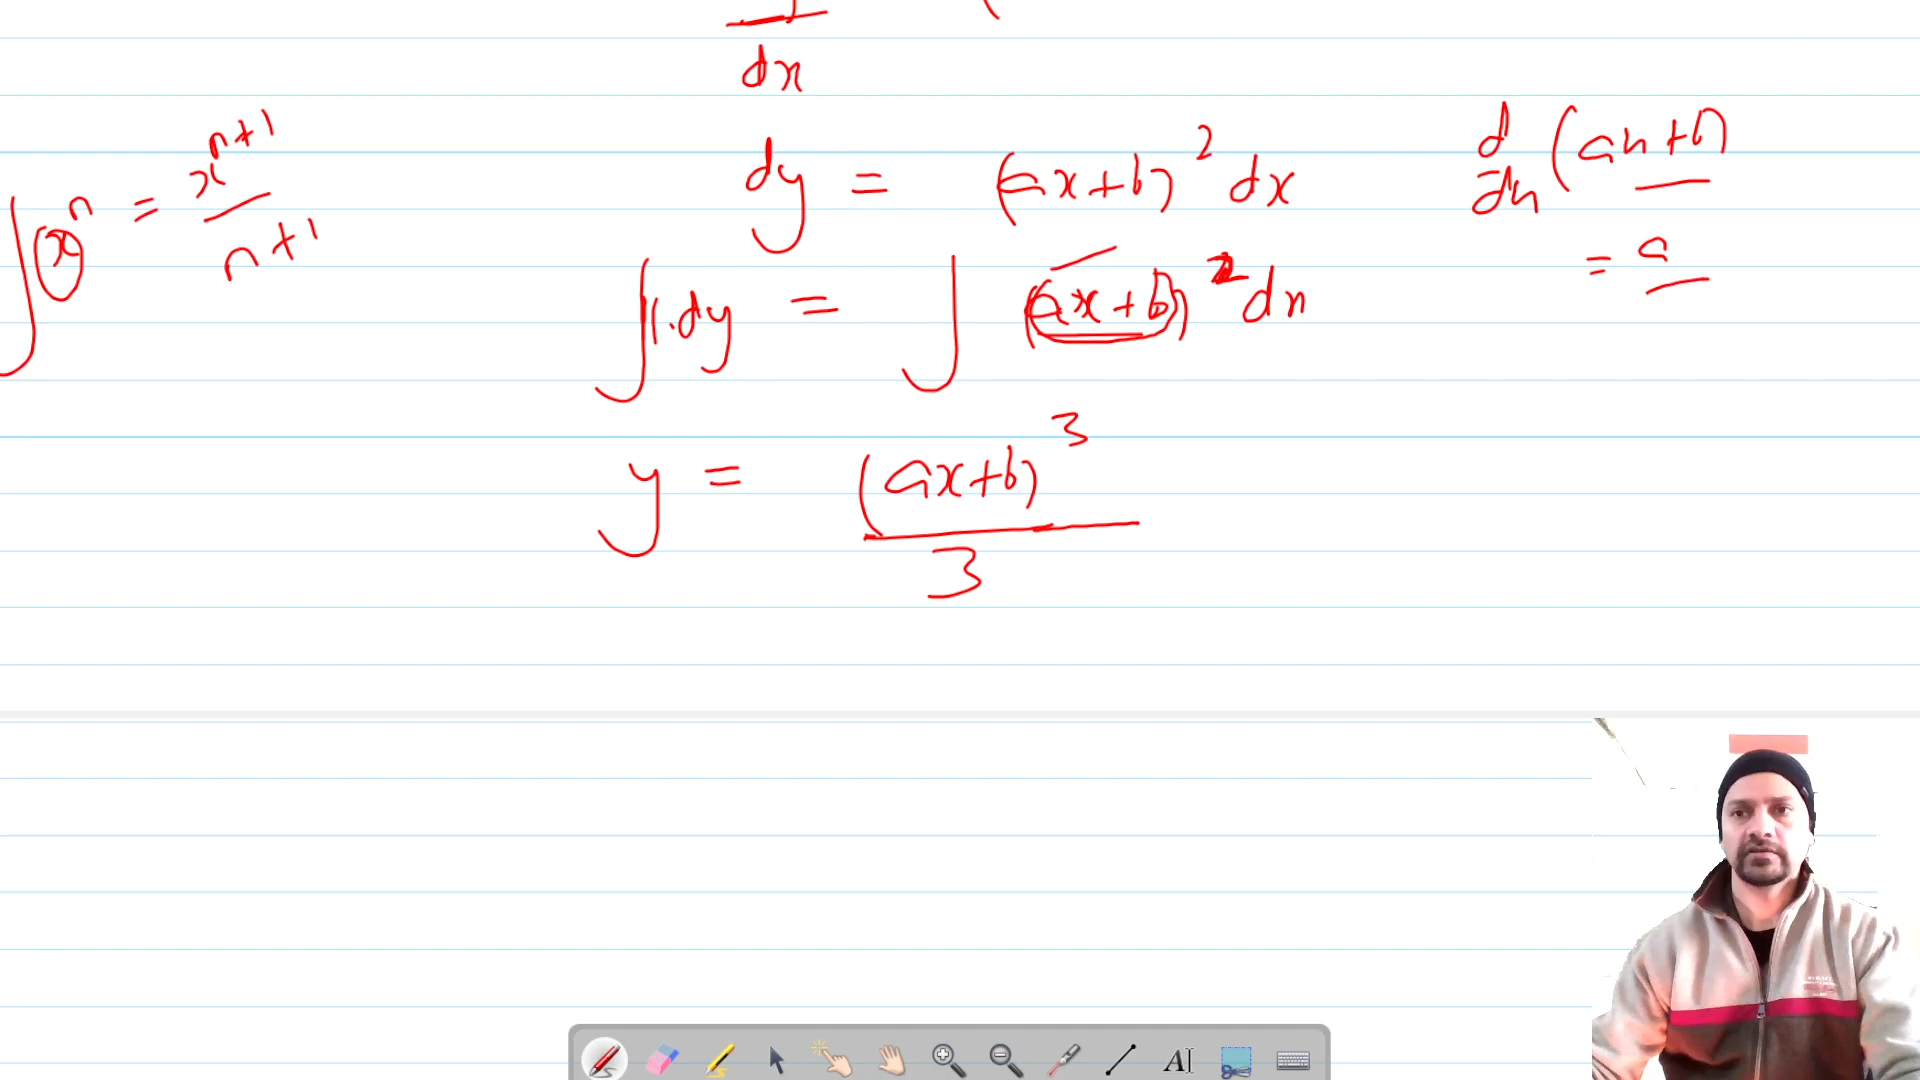 dx
∫xⁿ = xⁿ⁺¹/n+1
dy = (ax+b)² dx
d/dx (ax+b)
= a
∫1.dy = ∫(ax+b)² dx
y = (ax+b)³/3
AI